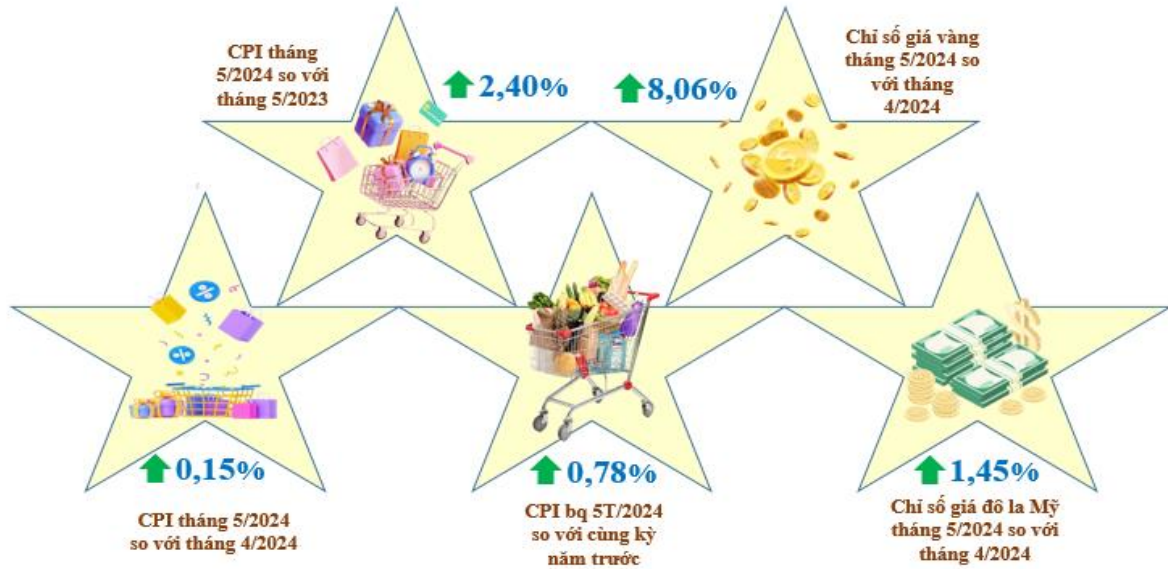 CPI tháng
5/2024 so với
tháng 5/2023
2,40%
8,06%
Chỉ số giá vàng
tháng 5/2024 so
với tháng
4/2024
0,15%
CPI tháng 5/2024
so với tháng 4/2024
0,78%
CPI bq 5T/2024
so với cùng kỳ
năm trước
1,45%
Chỉ số giá đô la Mỹ
tháng 5/2024 so với
tháng 4/2024